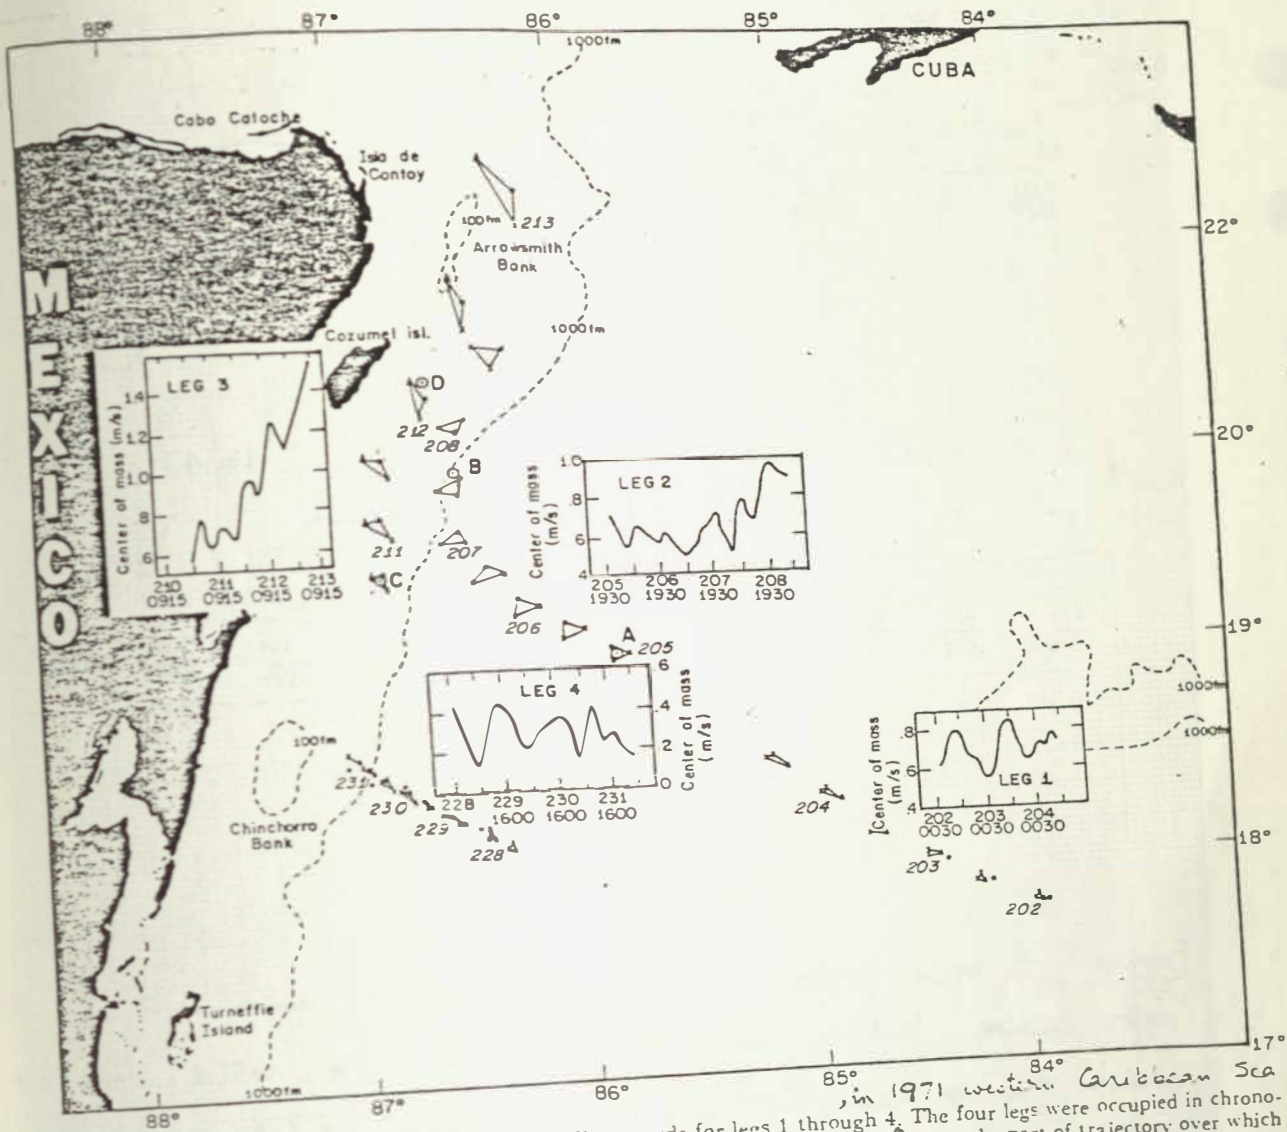 88° 87° 86° 85° 84°
1000fm
CUBA
Cabo Catoche
Isla de
Contoy
100fm 213
22°
Arrowsmith
Bank
MEXICO
1000fm
Cozumel isl.
LEG 3
Center of mass (m/s)
1.4
1.2
1.0
.8
.6
210 211 212 213
0915 0915 0915 0915
D
212
208
20°
B
LEG 2
Center of mass
(m/s)
1.0
.8
.6
.4
205 206 207 208
1930 1930 1930 1930
211 207
C
206
A 205
19°
LEG 4
Center of mass
(m/s)
.6
.4
.2
0
228 229 230 231
1600 1600 1600
1000fm
1000fm
LEG 1
Center of mass
(m/s)
.8
.6
.4
202 203 204
0030 0030 0030
100fm
231
230
229
228
204
203
202
18°
Chinchorro
Bank
Turneffie
Island
1000fm
17°
88° 87° 86° 85° 84°
, in 1971 western Caribbean Sea
for legs 1 through 4. The four legs were occupied in chrono-
part of trajectory over which